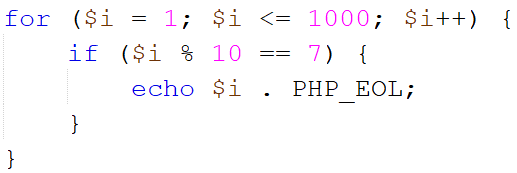 for ($i = 1; $i <= 1000; $i++) {
    if ($i % 10 == 7) {
        echo $i . PHP_EOL;
    }
}